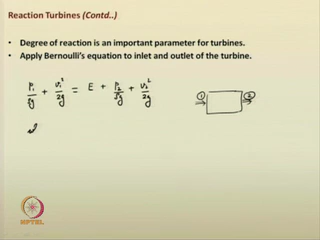 Reaction Turbines (Contd..)
• Degree of reaction is an important parameter for turbines.
• Apply Bernoulli's equation to inlet and outlet of the turbine.
P₁/ρg + V₁²/2g = E + P₂/ρg + V₂²/2g
1 2
NPTEL